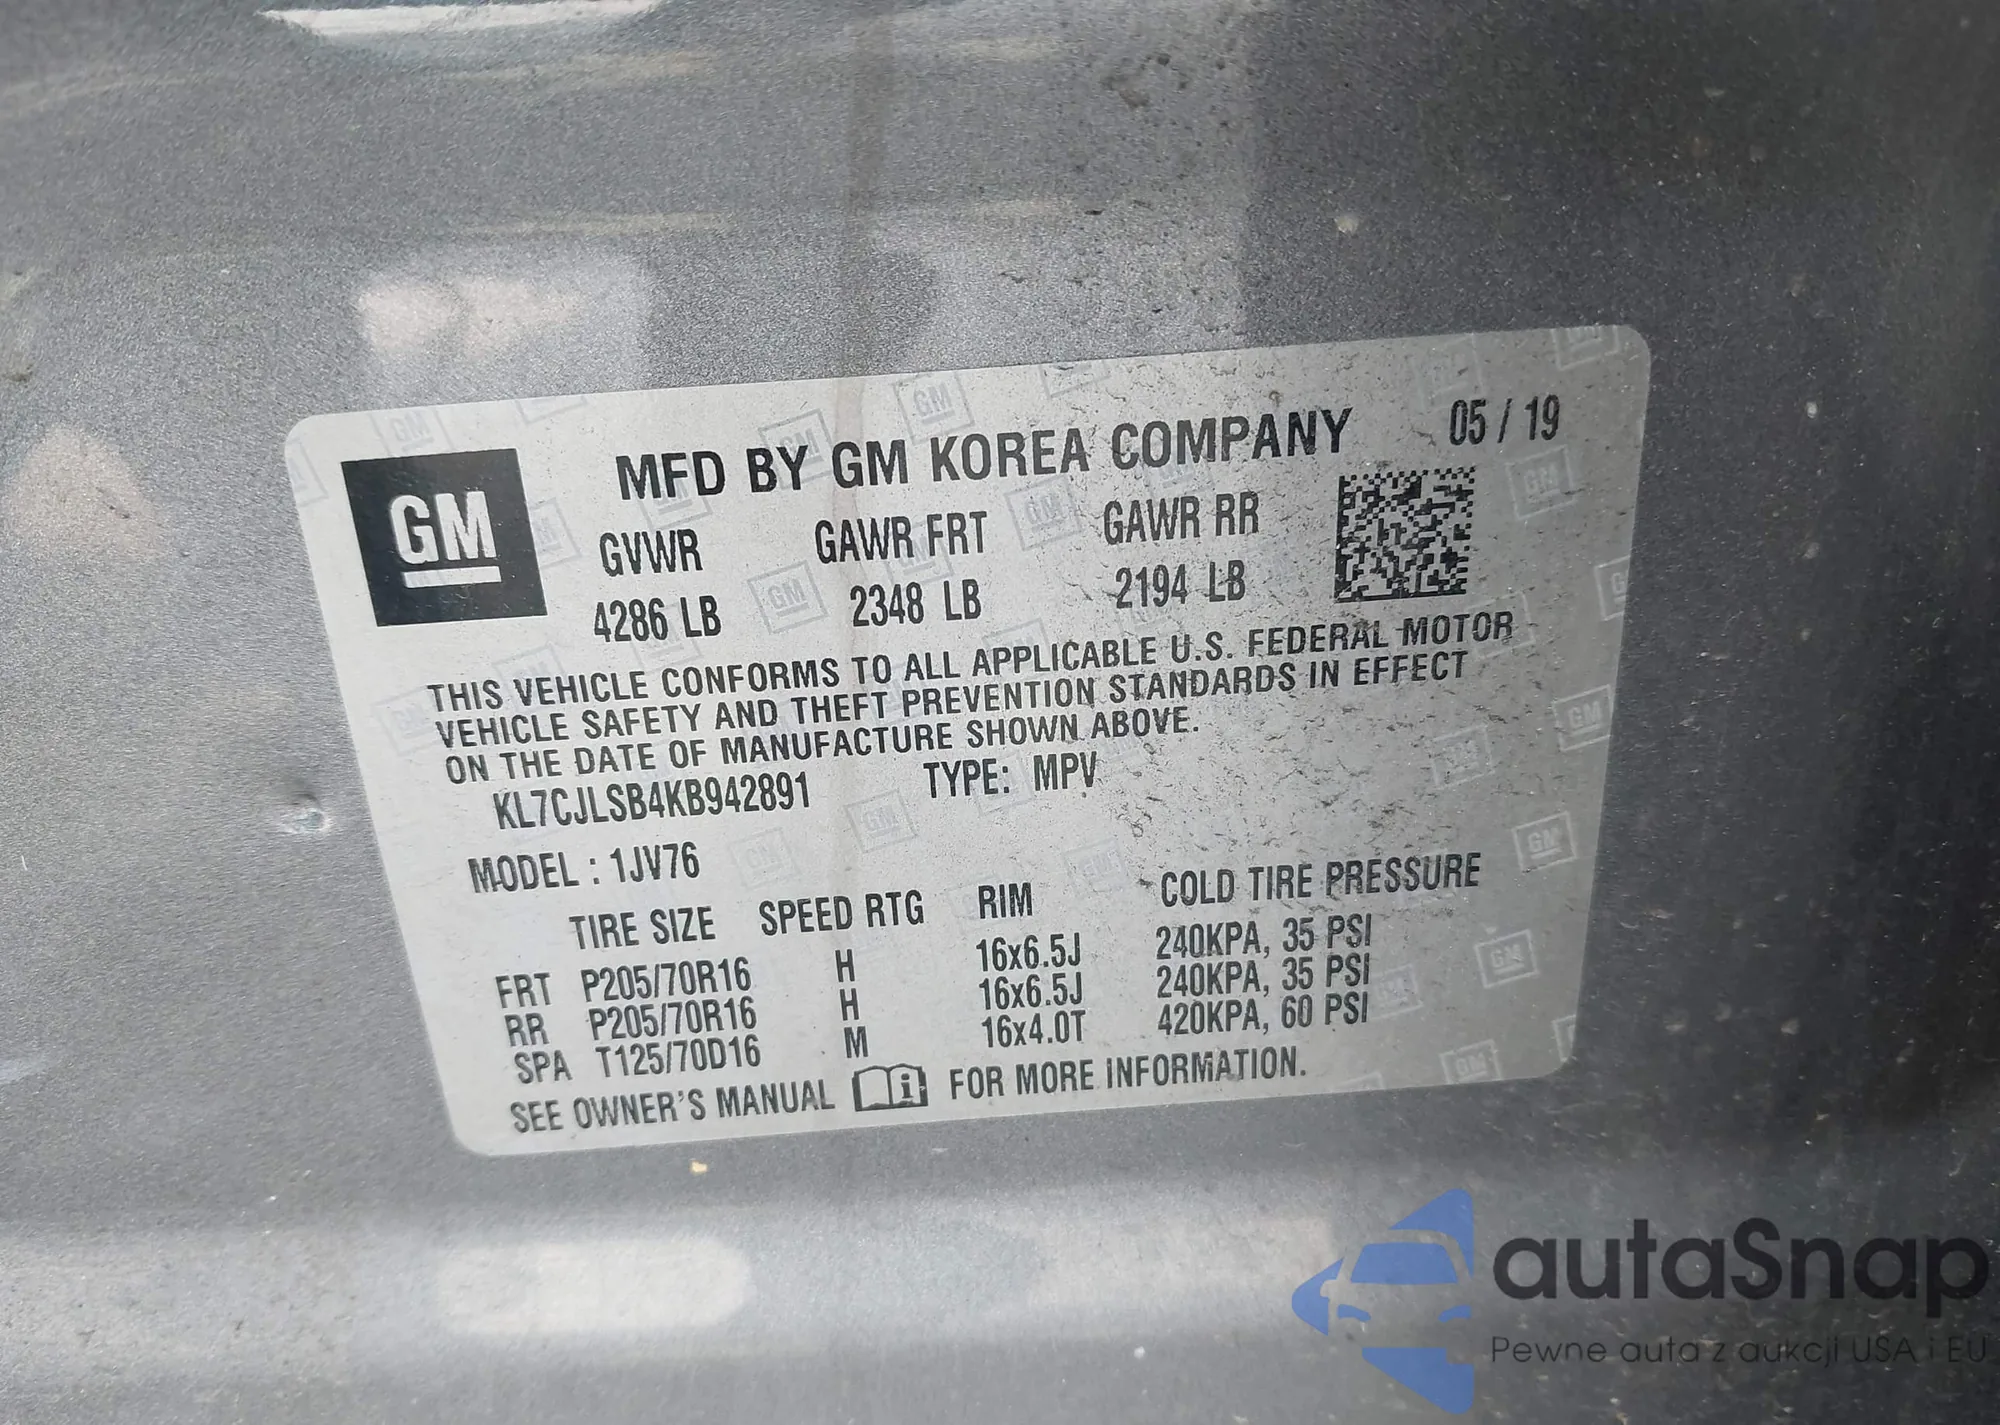 MFD BY GM KOREA COMPANY 05 / 19
GM
GVWR GAWR FRT GAWR RR
4286 LB 2348 LB 2194 LB
THIS VEHICLE CONFORMS TO ALL APPLICABLE U.S. FEDERAL MOTOR
VEHICLE SAFETY AND THEFT PREVENTION STANDARDS IN EFFECT
ON THE DATE OF MANUFACTURE SHOWN ABOVE.
KL7CJLSB4KB942891 TYPE: MPV
MODEL : 1JV76
TIRE SIZE SPEED RTG RIM COLD TIRE PRESSURE
FRT P205/70R16 H 16x6.5J 240KPA, 35 PSI
RR P205/70R16 H 16x6.5J 240KPA, 35 PSI
SPA T125/70D16 M 16x4.0T 420KPA, 60 PSI
SEE OWNER'S MANUAL i FOR MORE INFORMATION.
autaSnap
Pewne auta z aukcji USA i EU